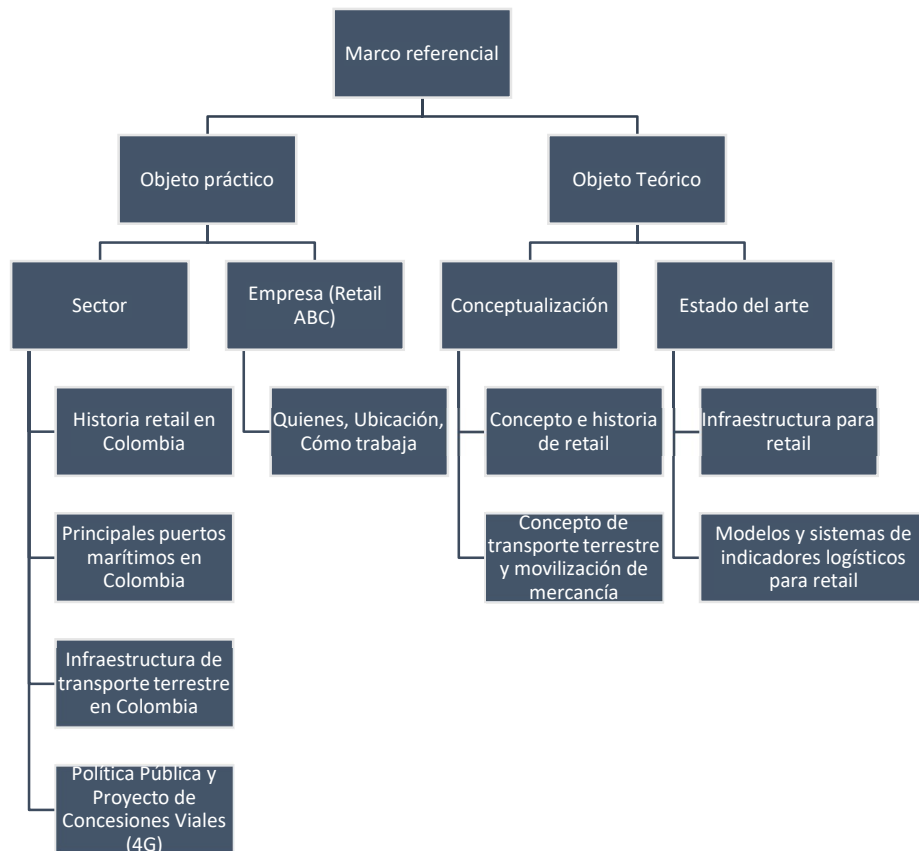 Marco referencial
Objeto práctico
Objeto Teórico
Sector
Empresa (Retail
ABC)
Conceptualización
Estado del arte
Historia retail en
Colombia
Quienes, Ubicación,
Cómo trabaja
Concepto e historia
de retail
Infraestructura para
retail
Principales puertos
marítimos en
Colombia
Concepto de
transporte terrestre
y movilización de
mercancía
Modelos y sistemas de
indicadores logísticos
para retail
Infraestructura de
transporte terrestre
en Colombia
Política Pública y
Proyecto de
Concesiones Viales
(4G)